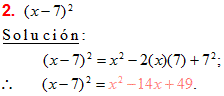 2. (x−7)²
Solución:
(x−7)² = x² −2(x)(7) + 7²;
∴ (x−7)² = x² −14x + 49.